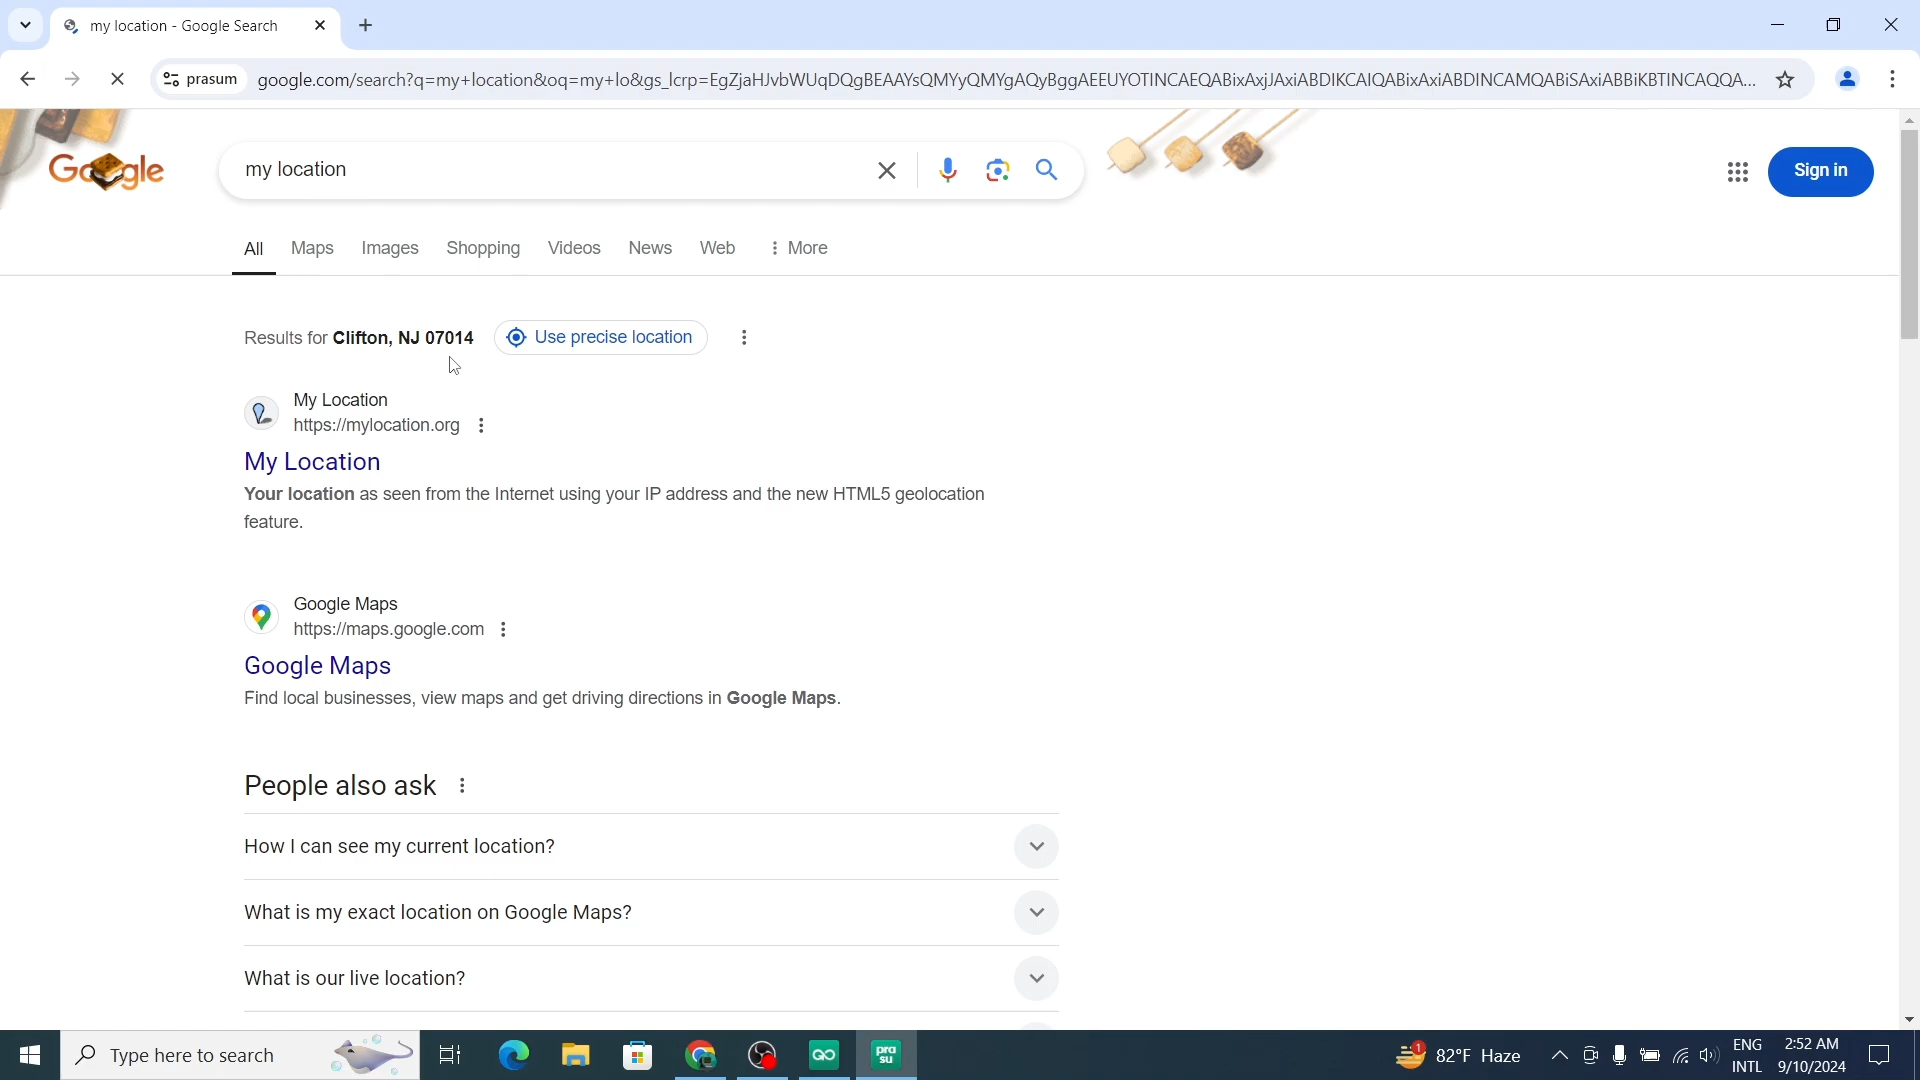 my location - Google Search
prasum
google.com/search?q=my+location&oq=my+lo&gs_lcrp=EgZjaHJvbWUqDQgBEAAYsQMYyQMYgAQyBggAEEUYOTINCAEQABixAxjJAxiABDIKCAIQABixAxiABDINCAMQABiSAxiABBiKBTINCAQQA...
Google
my location
Sign in
All
Maps
Images
Shopping
Videos
News
Web
More
Results for Clifton, NJ 07014
Use precise location
My Location
https://mylocation.org
My Location
Your location as seen from the Internet using your IP address and the new HTML5 geolocation
feature.
Google Maps
https://maps.google.com
Google Maps
Find local businesses, view maps and get driving directions in Google Maps.
People also ask
How I can see my current location?
What is my exact location on Google Maps?
What is our live location?
Type here to search
GO
pra
su
1
82°F Haze
ENG
INTL
2:52 AM
9/10/2024